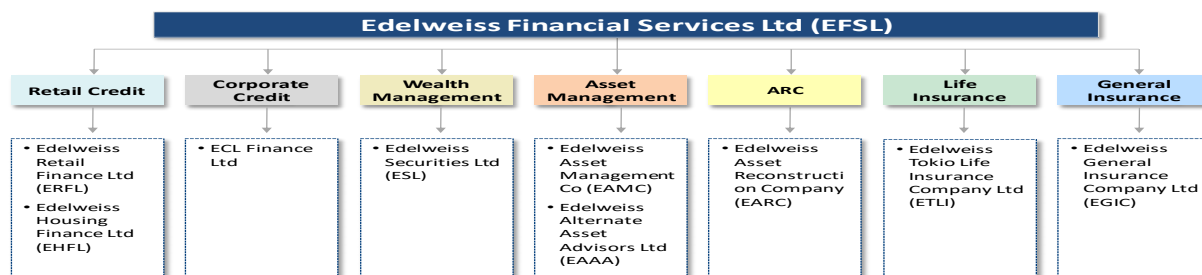 Edelweiss Financial Services Ltd (EFSL)
Retail Credit
Corporate
Credit
Wealth
Management
Asset
Management
ARC
Life
Insurance
General
Insurance
• Edelweiss
Retail
Finance Ltd
(ERFL)
• Edelweiss
Housing
Finance Ltd
(EHFL)
• ECL Finance
Ltd
• Edelweiss
Securities Ltd
(ESL)
• Edelweiss
Asset
Management
Co (EAMC)
• Edelweiss
Alternate
Asset
Advisors Ltd
(EAAA)
• Edelweiss
Asset
Reconstructi
on Company
(EARC)
• Edelweiss
Tokio Life
Insurance
Company Ltd
(ETLI)
• Edelweiss
General
Insurance
Company Ltd
(EGIC)